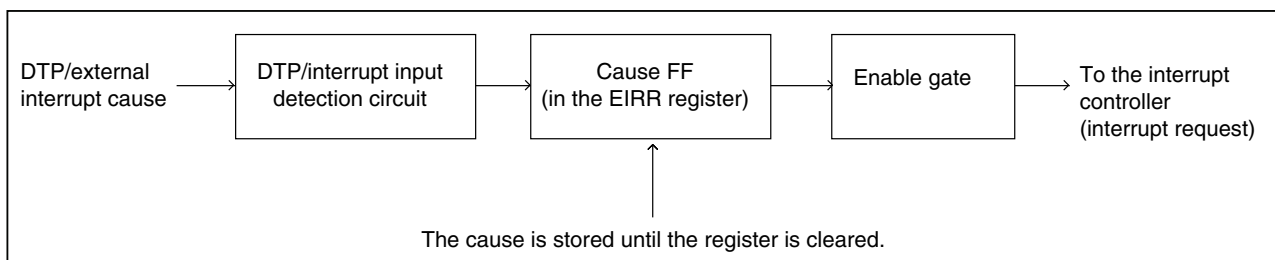 DTP/external
interrupt cause
DTP/interrupt input
detection circuit
Cause FF
(in the EIRR register)
Enable gate
To the interrupt
controller
(interrupt request)
The cause is stored until the register is cleared.